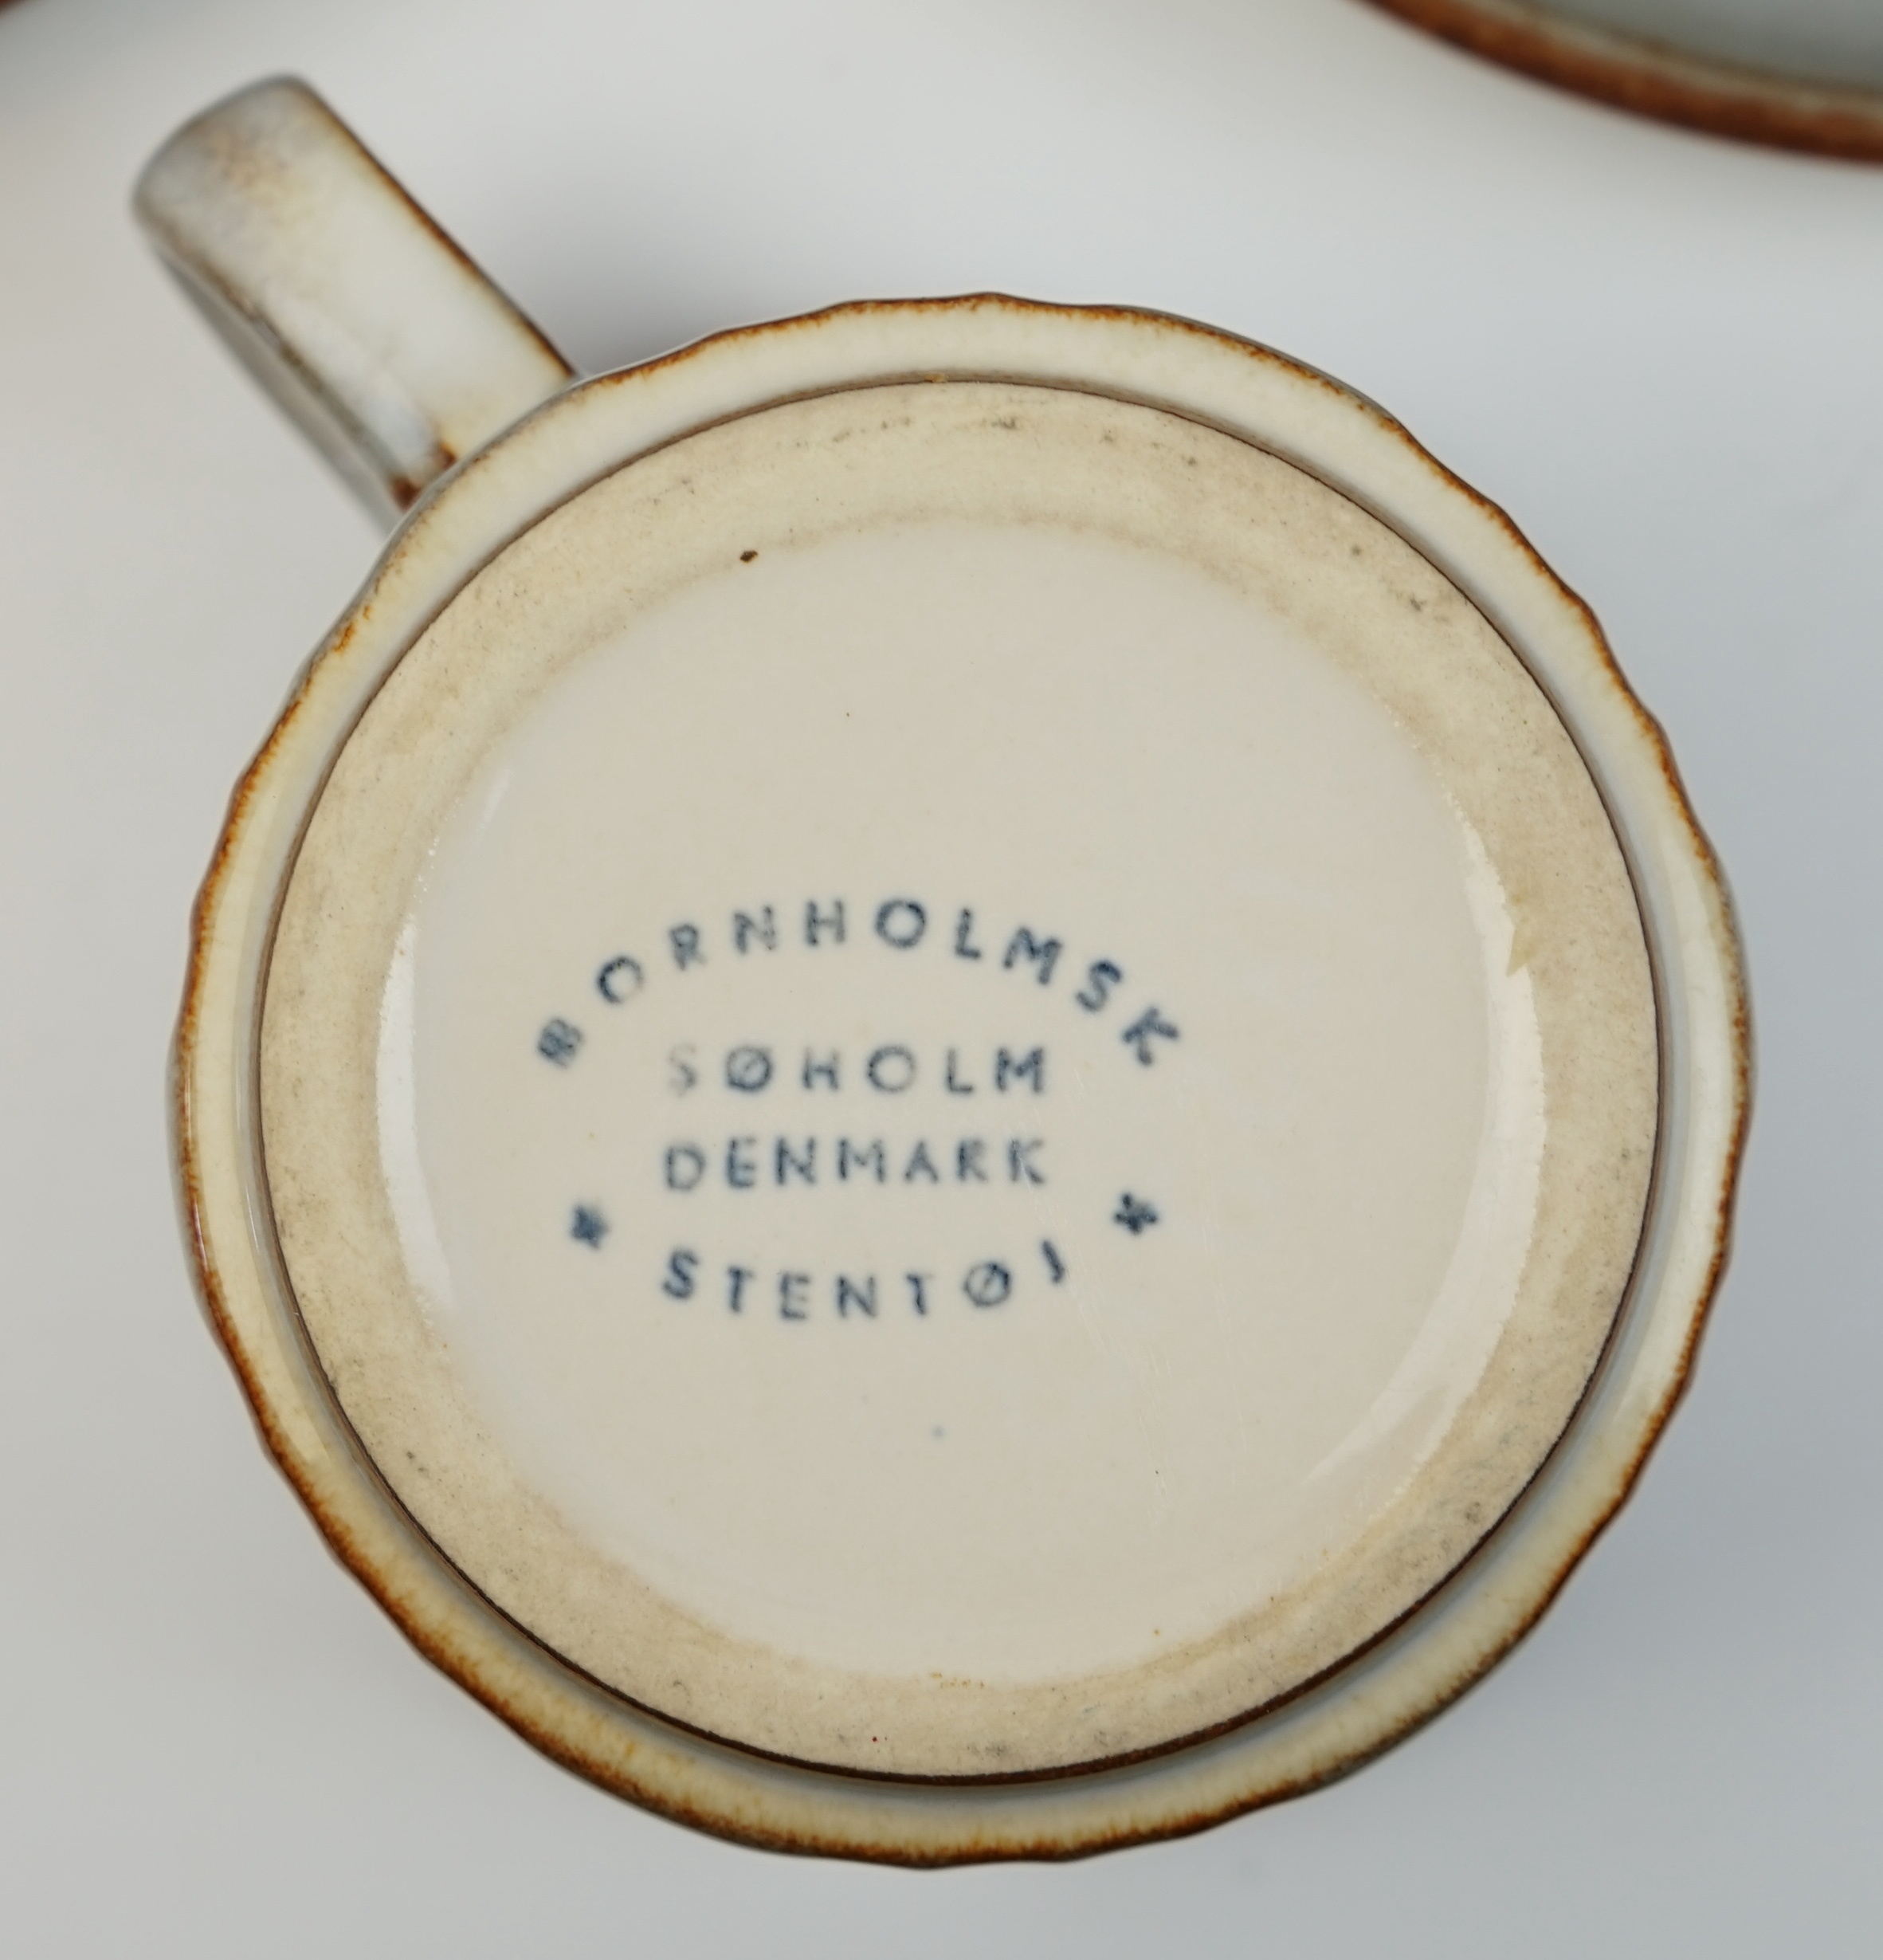 BORNHOLMSK
SØHOLM
DENMARK
* STENTØJ *